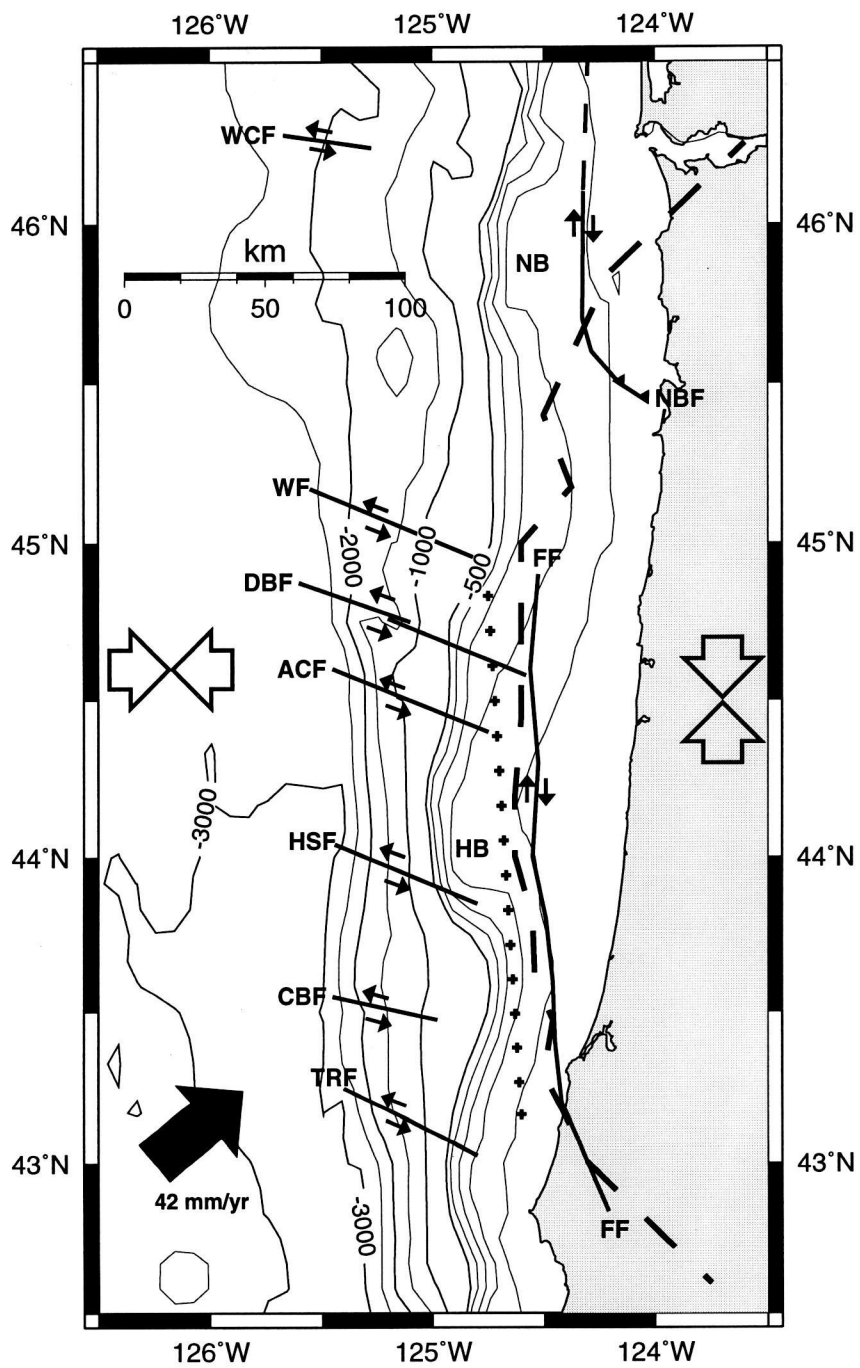 126°W 125°W 124°W
WCF
46°N 46°N
km
NB
0 50 100
NBF
WF
45°N 45°N
-2000
-1000
-500
FF
DBF
ACF
-3000
HSF
HB
44°N 44°N
CBF
TRF
43°N 43°N
42 mm/yr
-3000
FF
126°W 125°W 124°W